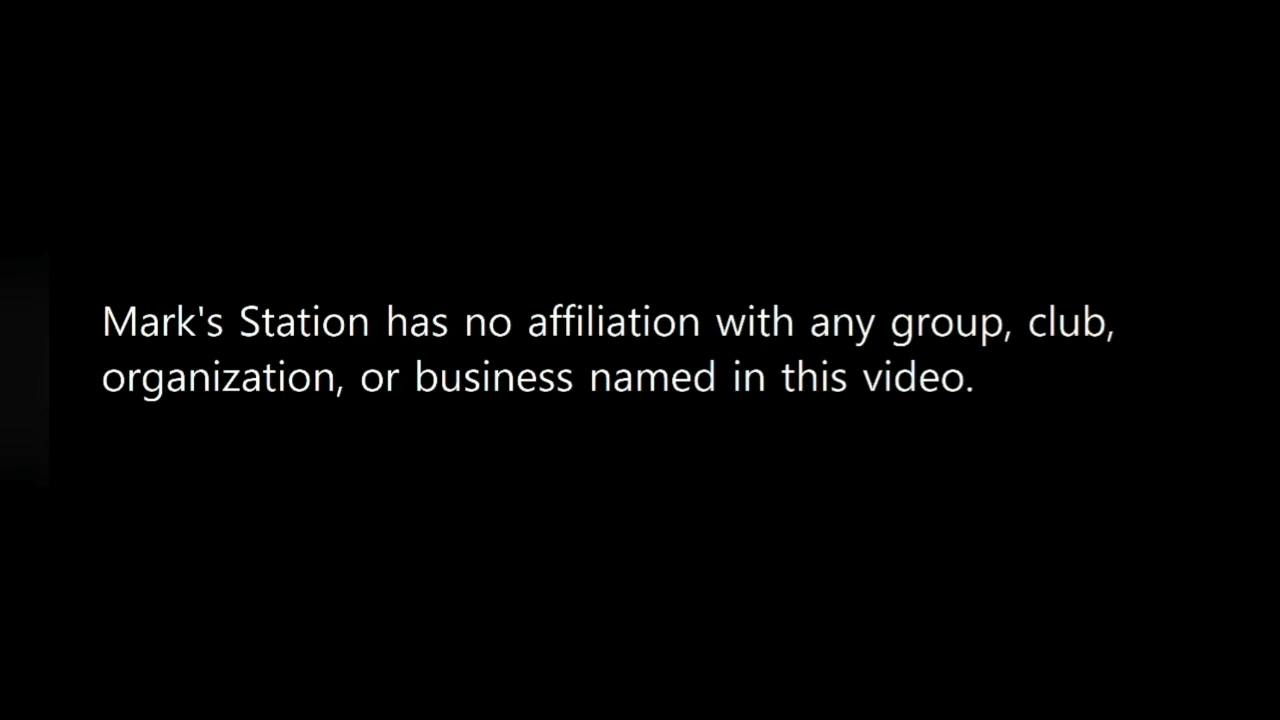 Mark's Station has no affiliation with any group, club,
organization, or business named in this video.